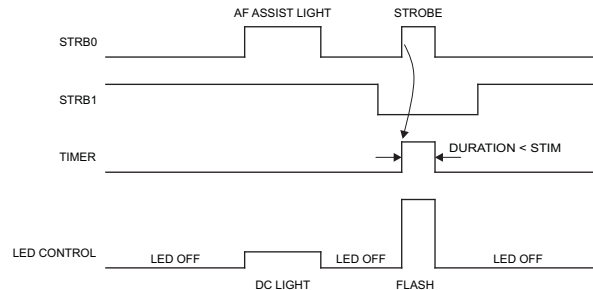 AF ASSIST LIGHT STROBE
STRB0
STRB1
TIMER
DURATION < STIM
LED CONTROL
LED OFF LED OFF LED OFF
DC LIGHT FLASH